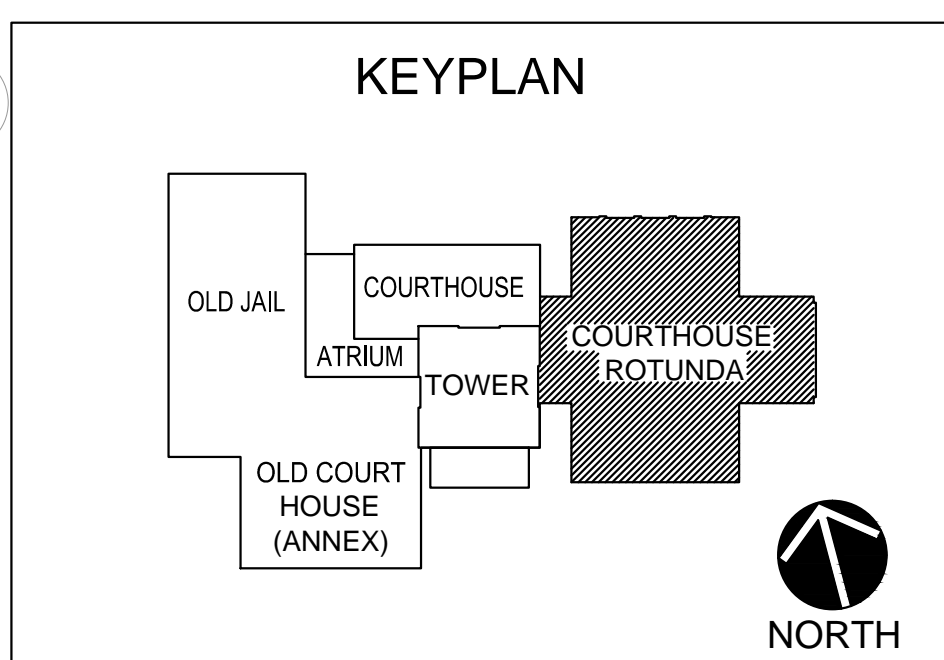 KEYPLAN
OLD JAIL
COURTHOUSE
ATRIUM
TOWER
COURTHOUSE
ROTUNDA
OLD COURT
HOUSE
(ANNEX)
NORTH